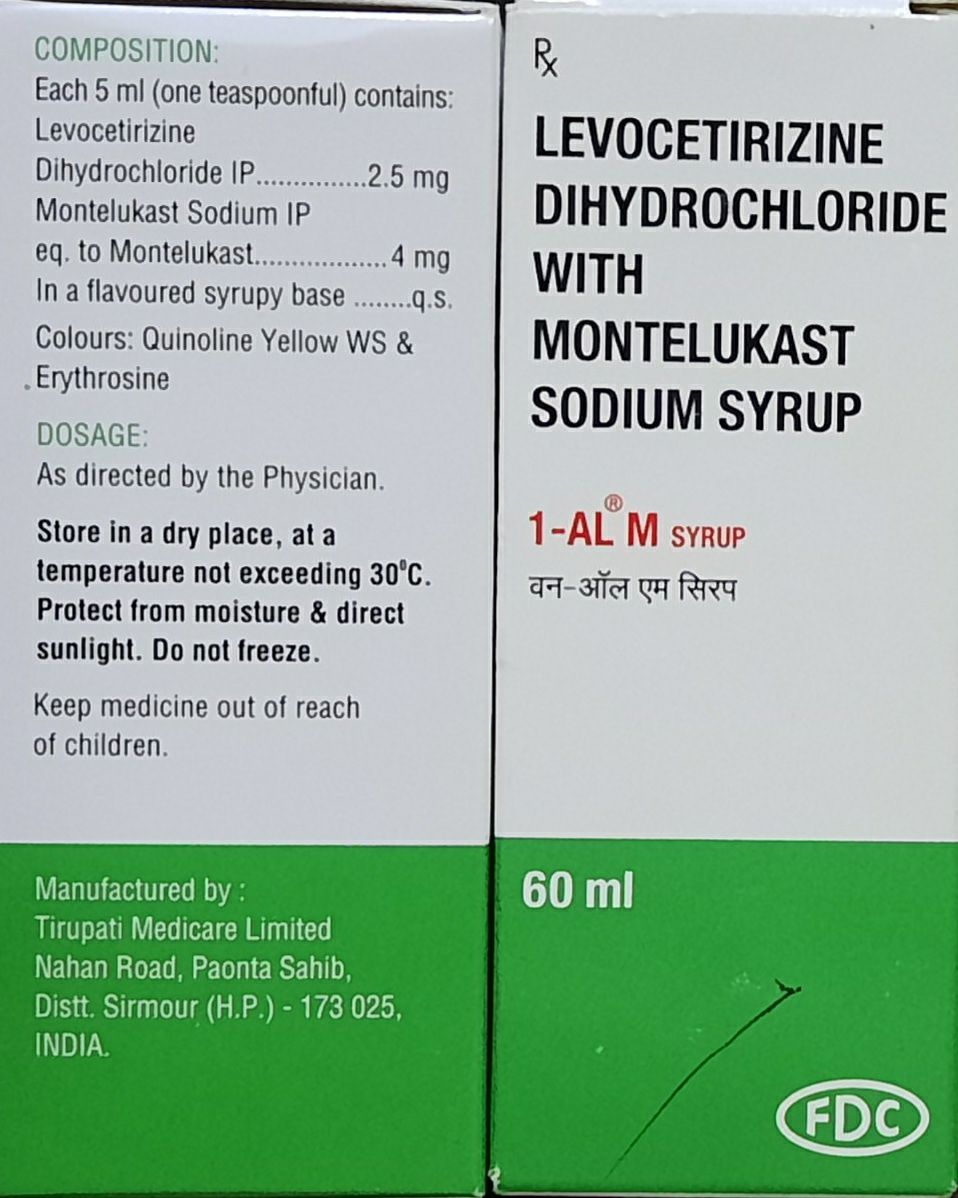 COMPOSITION:
Each 5 ml (one teaspoonful) contains:
Levocetirizine
Dihydrochloride IP...............2.5 mg
Montelukast Sodium IP
eq. to Montelukast..................4 mg
In a flavoured syrupy base ........q.s.
Colours: Quinoline Yellow WS &
Erythrosine
DOSAGE:
As directed by the Physician.
Store in a dry place, at a
temperature not exceeding 30⁰C.
Protect from moisture & direct
sunlight. Do not freeze.
Keep medicine out of reach
of children.
Manufactured by :
Tirupati Medicare Limited
Nahan Road, Paonta Sahib,
Distt. Sirmour (H.P.) - 173 025,
INDIA.
Rx
LEVOCETIRIZINE
DIHYDROCHLORIDE
WITH
MONTELUKAST
SODIUM SYRUP
1-AL® M SYRUP
वन-ऑल एम सिरप
60 ml
FDC